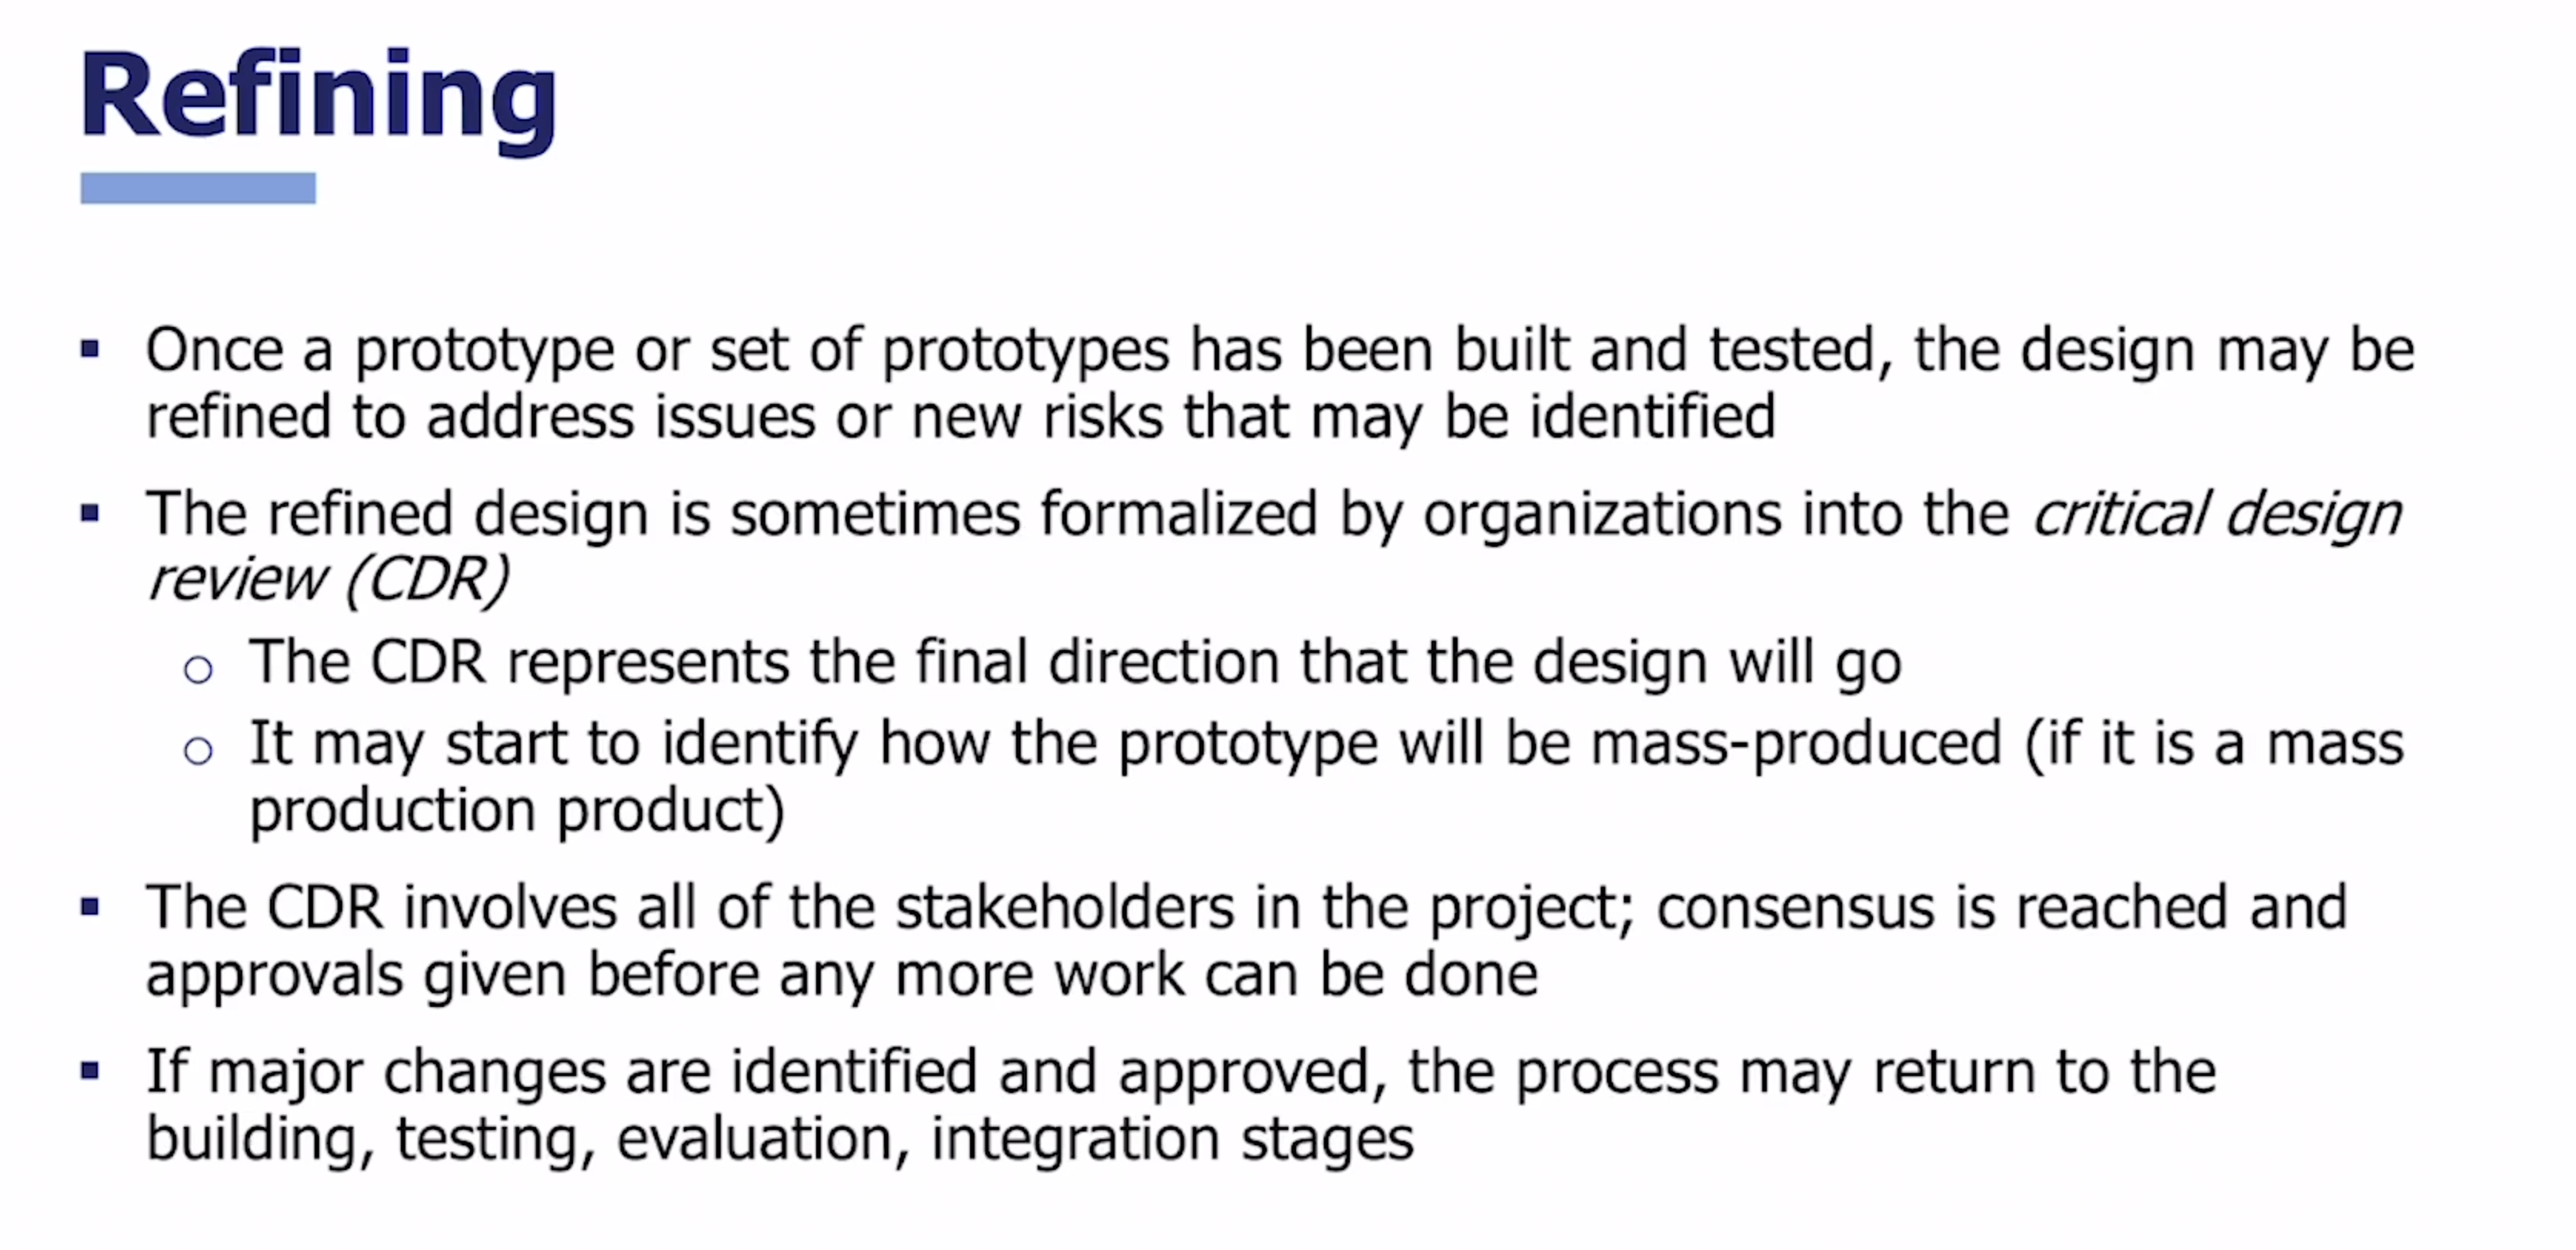 Refining
▪ Once a prototype or set of prototypes has been built and tested, the design may be
refined to address issues or new risks that may be identified
▪ The refined design is sometimes formalized by organizations into the critical design
review (CDR)
○ The CDR represents the final direction that the design will go
○ It may start to identify how the prototype will be mass-produced (if it is a mass
production product)
▪ The CDR involves all of the stakeholders in the project; consensus is reached and
approvals given before any more work can be done
▪ If major changes are identified and approved, the process may return to the
building, testing, evaluation, integration stages